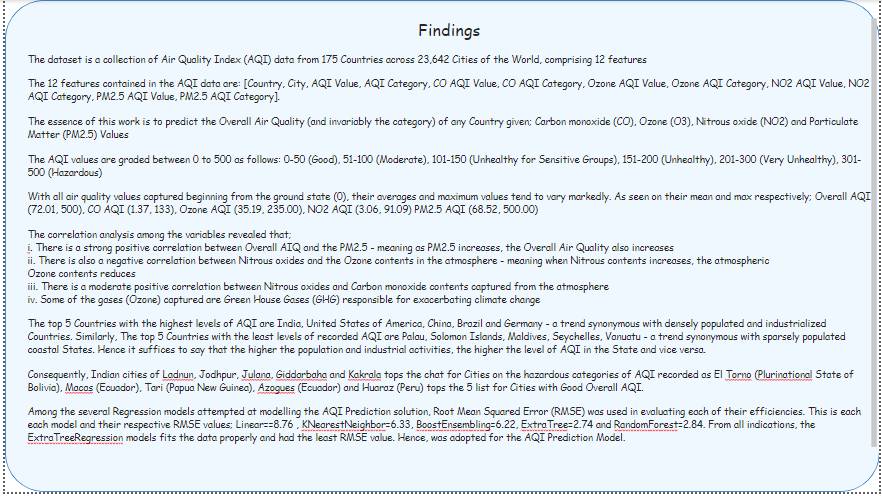 Findings
The dataset is a collection of Air Quality Index (AQI) data from 175 Countries across 23,642 Cities of the World, comprising 12 features
The 12 features contained in the AQI data are: [Country, City, AQI Value, AQI Category, CO AQI Value, CO AQI Category, Ozone AQI Value, Ozone AQI Category, NO2 AQI Value, NO2
AQI Category, PM2.5 AQI Value, PM2.5 AQI Category].
The essence of this work is to predict the Overall Air Quality (and invariably the category) of any Country given; Carbon monoxide (CO), Ozone (O3), Nitrous oxide (NO2) and Particulate
Matter (PM2.5) Values
The AQI values are graded between 0 to 500 as follows: 0-50 (Good), 51-100 (Moderate), 101-150 (Unhealthy for Sensitive Groups), 151-200 (Unhealthy), 201-300 (Very Unhealthy), 301-
500 (Hazardous)
With all air quality values captured beginning from the ground state (0), their averages and maximum values tend to vary markedly. As seen on their mean and max respectively; Overall AQI
(72.01, 500), CO AQI (1.37, 133), Ozone AQI (35.19, 235.00), NO2 AQI (3.06, 91.09) PM2.5 AQI (68.52, 500.00)
The correlation analysis among the variables revealed that;
i. There is a strong positive correlation between Overall AIQ and the PM2.5 - meaning as PM2.5 increases, the Overall Air Quality also increases
ii. There is also a negative correlation between Nitrous oxides and the Ozone contents in the atmosphere - meaning when Nitrous contents increases, the atmospheric
Ozone contents reduces
iii. There is a moderate positive correlation between Nitrous oxides and Carbon monoxide contents captured from the atmosphere
iv. Some of the gases (Ozone) captured are Green House Gases (GHG) responsible for exacerbating climate change
The top 5 Countries with the highest levels of AQI are India, United States of America, China, Brazil and Germany - a trend synonymous with densely populated and industrialized
Countries. Similarly, The top 5 Countries with the least levels of recorded AQI are Palau, Solomon Islands, Maldives, Seychelles, Vanuatu - a trend synonymous with sparsely populated
coastal States. Hence it suffices to say that the higher the population and industrial activities, the higher the level of AQI in the State and vice versa.
Consequently, Indian cities of Ladnun, Jodhpur, Julana, Giddarbaha and Kakrala tops the chat for Cities on the hazardous categories of AQI recorded as El Torno (Plurinational State of
Bolivia), Macas (Ecuador), Tari (Papua New Guinea), Azogues (Ecuador) and Huaraz (Peru) tops the 5 list for Cities with Good Overall AQI.
Among the several Regression models attempted at modelling the AQI Prediction solution, Root Mean Squared Error (RMSE) was used in evaluating each of their efficiencies. This is each
each model and their respective RMSE values; Linear==8.76 , KNearestNeighbor=6.33, BoostEnsembling=6.22, ExtraTree=2.74 and RandomForest=2.84. From all indications, the
ExtraTreeRegression models fits the data properly and had the least RMSE value. Hence, was adopted for the AQI Prediction Model.